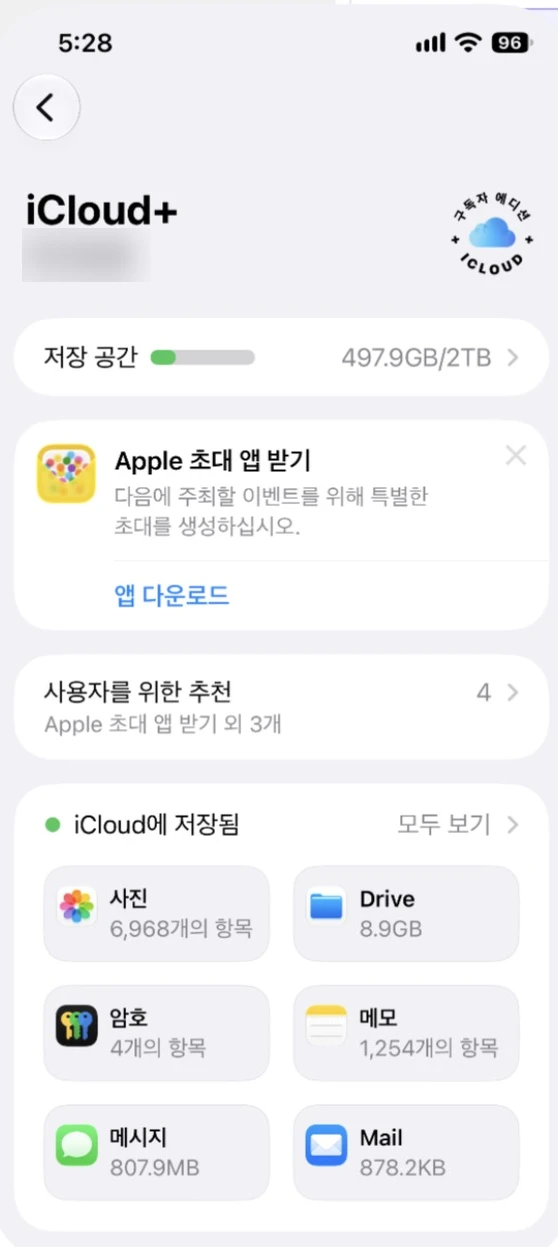 5:28
96
iCloud+
구독자 에디션
ICLOUD
저장 공간 497.9GB/2TB
Apple 초대 앱 받기
다음에 주최할 이벤트를 위해 특별한
초대를 생성하십시오.
앱 다운로드
사용자를 위한 추천 4
Apple 초대 앱 받기 외 3개
iCloud에 저장됨 모두 보기
사진 Drive
6,968개의 항목 8.9GB
암호 메모
4개의 항목 1,254개의 항목
메시지 Mail
807.9MB 878.2KB